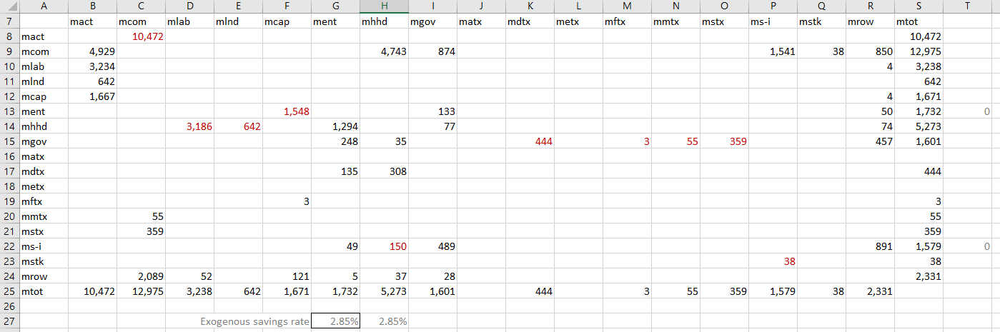 A B C D E F G H I J K L M N O P Q R S T
7 mact mcom mlab mlnd mcap ment mhhd mgov matx mdtx metx mftx mmtx mstx ms-i mstk mrow mtot
8 mact 10,472 10,472
9 mcom 4,929 4,743 874 1,541 38 850 12,975
10 mlab 3,234 4 3,238
11 mlnd 642 642
12 mcap 1,667 4 1,671
13 ment 1,548 133 50 1,732 0
14 mhhd 3,186 642 1,294 77 74 5,273
15 mgov 248 35 444 3 55 359 457 1,601
16 matx
17 mdtx 135 308 444
18 metx
19 mftx 3 3
20 mmtx 55 55
21 mstx 359 359
22 ms-i 49 150 489 891 1,579 0
23 mstk 38 38
24 mrow 2,089 52 121 5 37 28 2,331
25 mtot 10,472 12,975 3,238 642 1,671 1,732 5,273 1,601 444 3 55 359 1,579 38 2,331
26
27 Exogenous savings rate 2.85% 2.85%